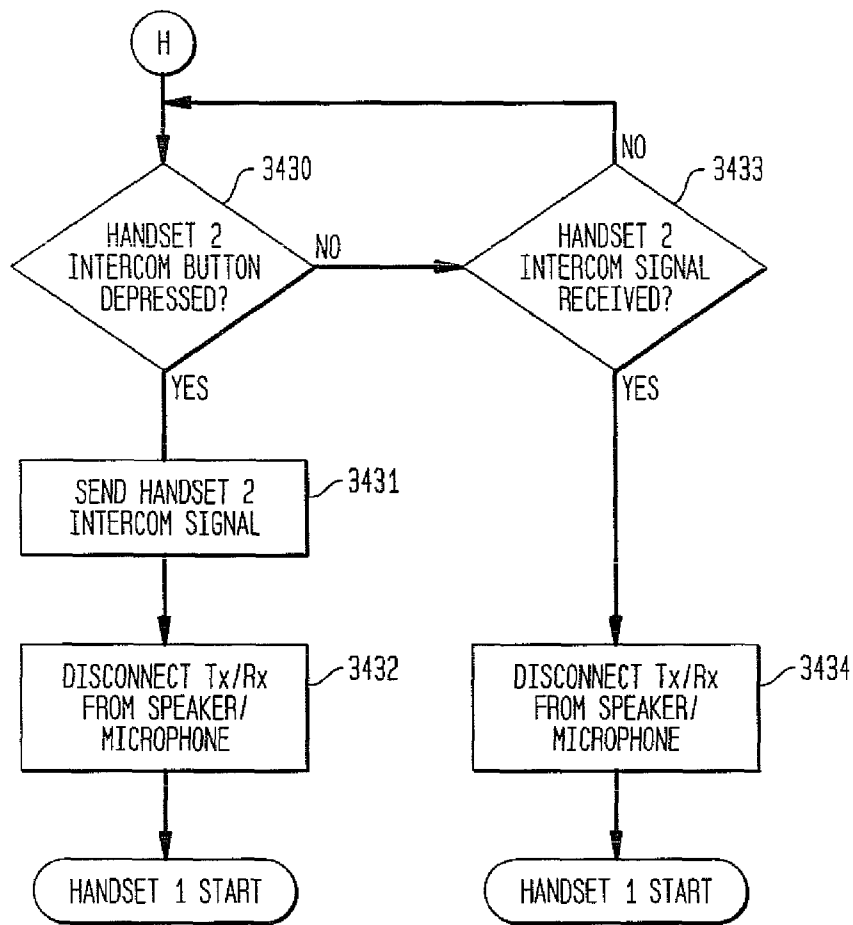 H
NO
3430
3433
HANDSET 2
INTERCOM BUTTON
DEPRESSED?
NO
HANDSET 2
INTERCOM SIGNAL
RECEIVED?
YES
YES
SEND HANDSET 2
INTERCOM SIGNAL
3431
DISCONNECT Tx/Rx
FROM SPEAKER/
MICROPHONE
3432
DISCONNECT Tx/Rx
FROM SPEAKER/
MICROPHONE
3434
HANDSET 1 START
HANDSET 1 START